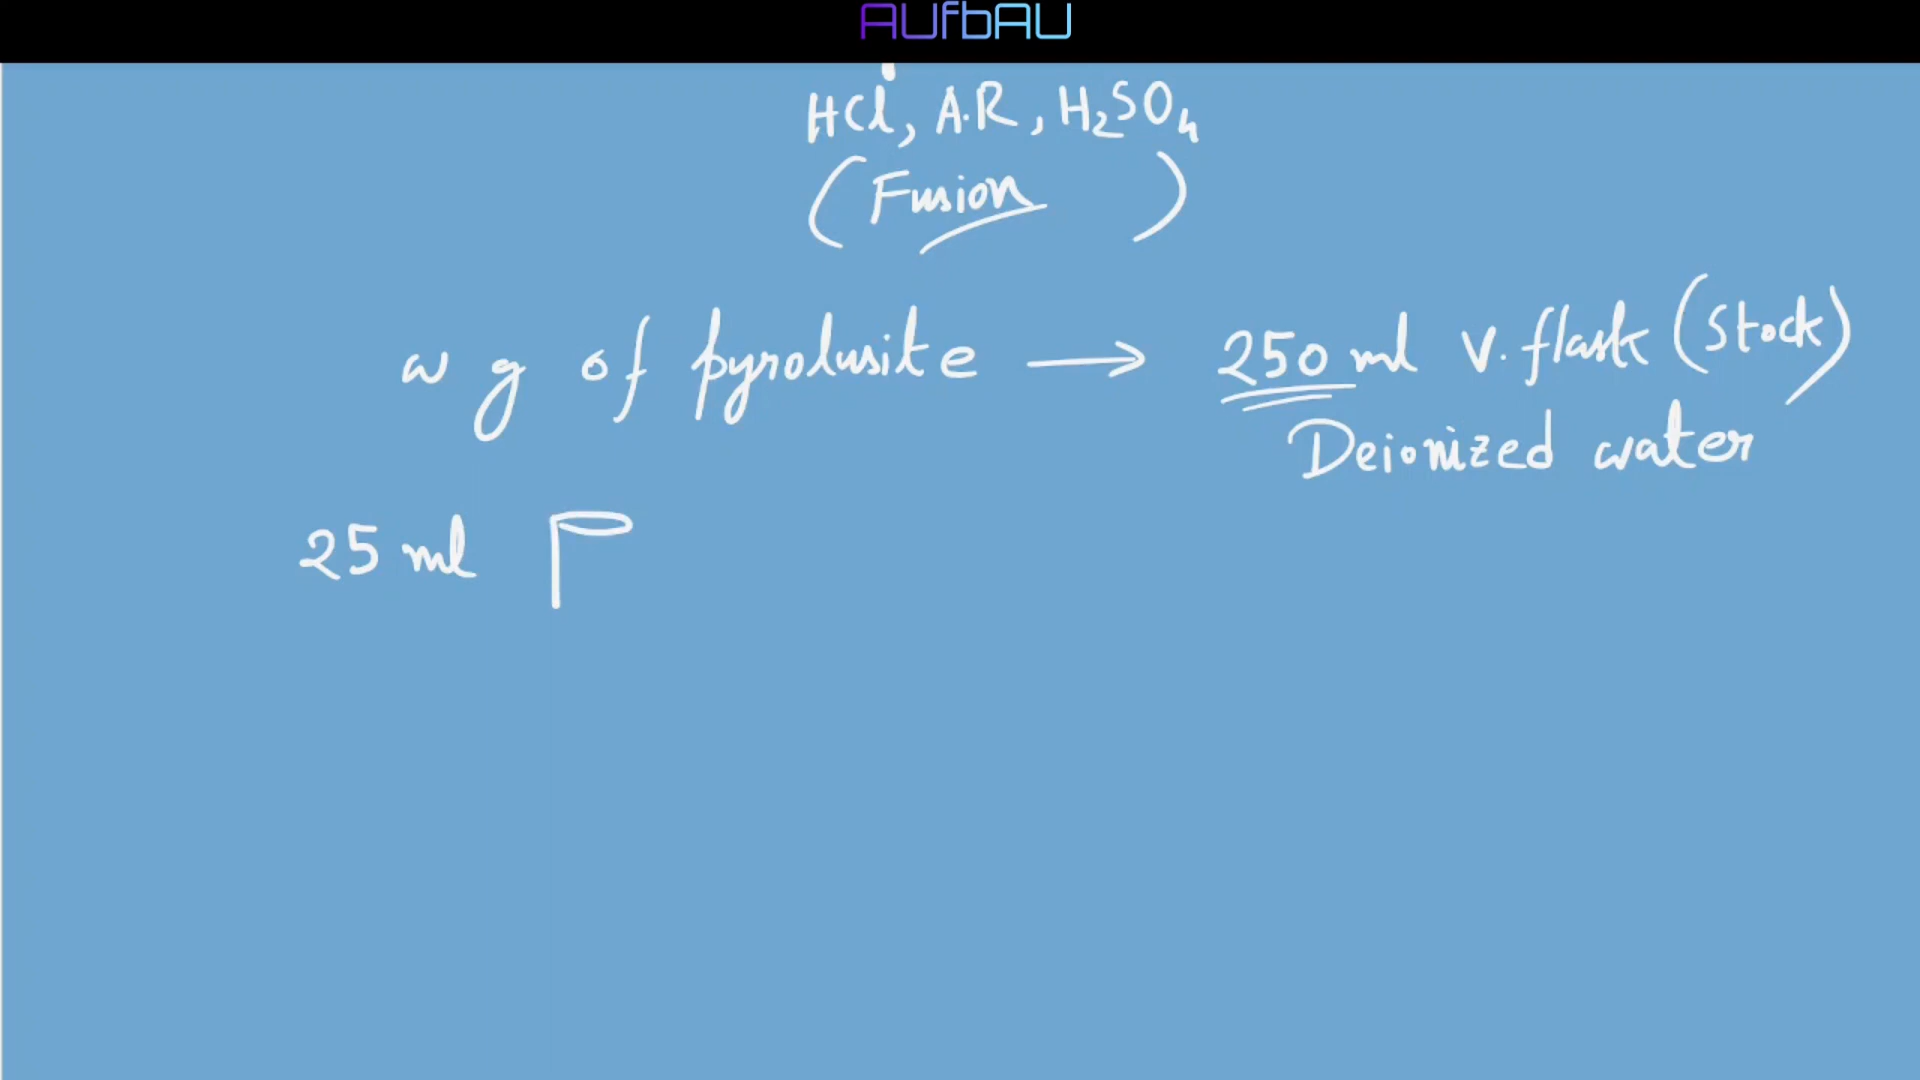 AUfbAU
HCl, A.R, H₂SO₄
(Fusion)
w g of pyrolusite → 250 ml V. flask (Stock)
Deionized water
25 ml